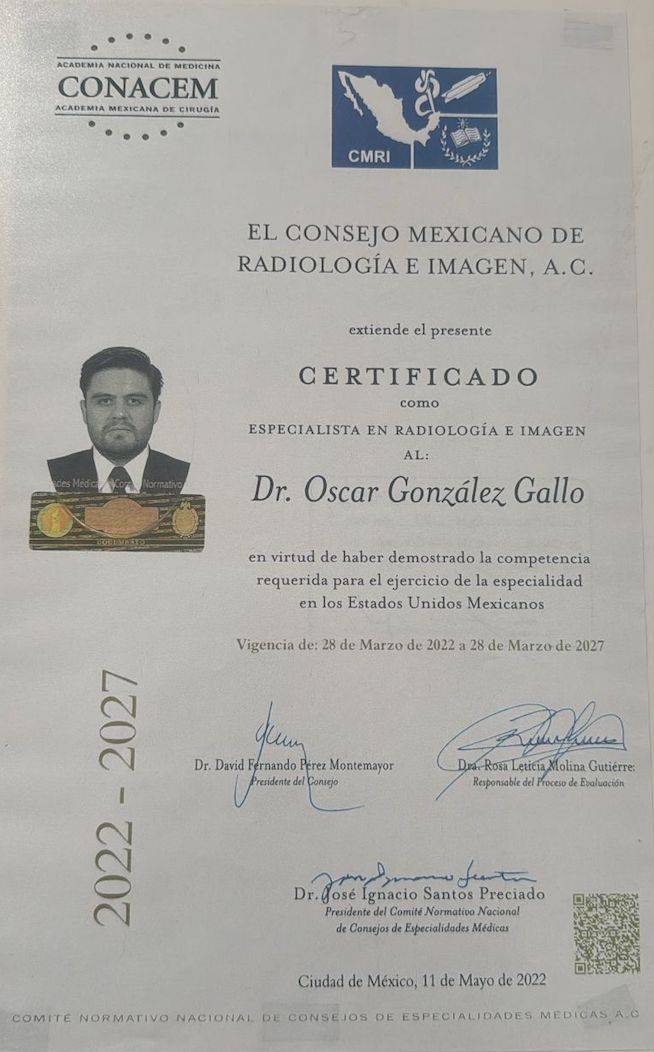 ACADEMIA NACIONAL DE MEDICINA
CONACEM
ACADEMIA MEXICANA DE CIRUGÍA
CMRI
EL CONSEJO MEXICANO DE
RADIOLOGÍA E IMAGEN, A.C.
extiende el presente
CERTIFICADO
como
ESPECIALISTA EN RADIOLOGÍA E IMAGEN
AL:
Dr. Oscar González Gallo
en virtud de haber demostrado la competencia
requerida para el ejercicio de la especialidad
en los Estados Unidos Mexicanos
Vigencia de: 28 de Marzo de 2022 a 28 de Marzo de 2027
2022 - 2027
Dr. David Fernando Pérez Montemayor
Presidente del Consejo
Dra. Rosa Leticia Molina Gutiérre
Responsable del Proceso de Evaluación
Dr. José Ignacio Santos Preciado
Presidente del Comité Normativo Nacional
de Consejos de Especialidades Médicas
Ciudad de México, 11 de Mayo de 2022
COMITÉ NORMATIVO NACIONAL DE CONSEJOS DE ESPECIALIDADES MÉDICAS A.C